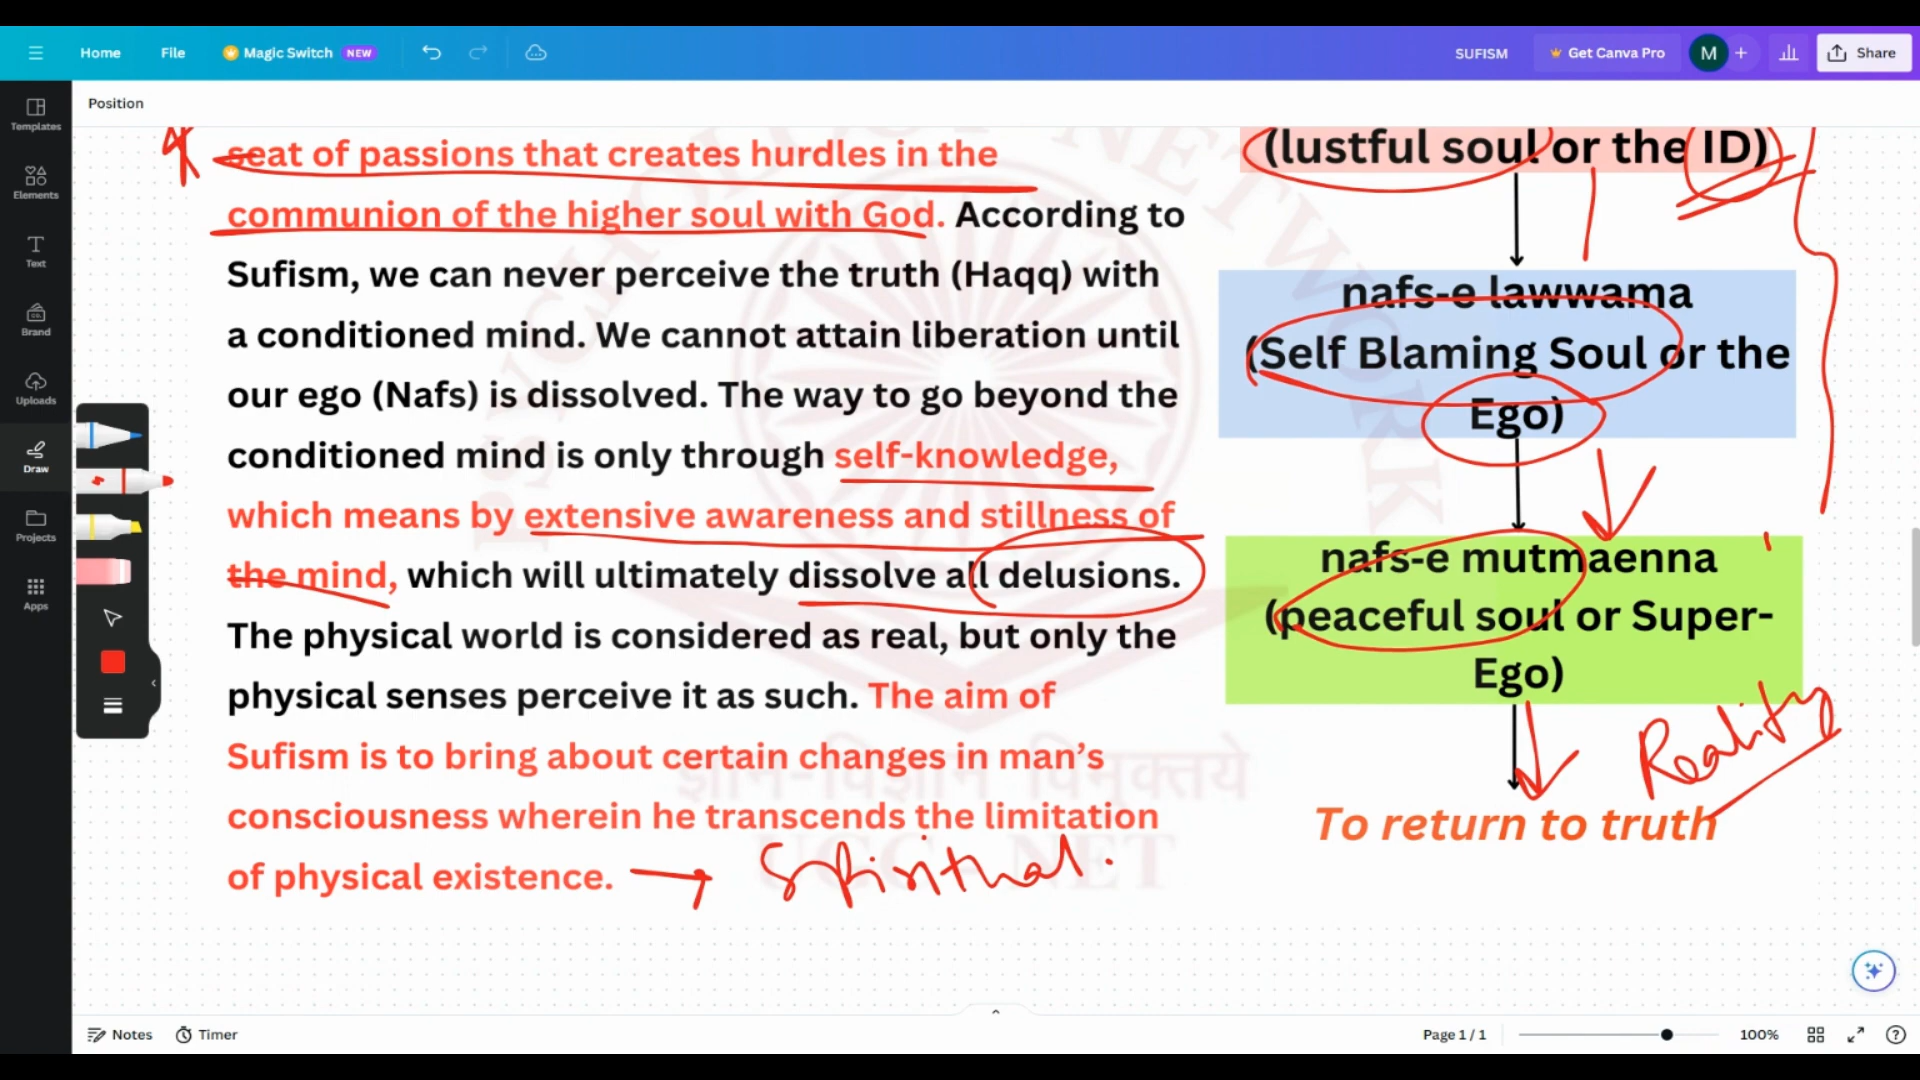 Home File Magic Switch NEW SUFISM Get Canva Pro M + Share
Position
Templates
Elements
Text
Brand
Uploads
Draw
Projects
Apps
seat of passions that creates hurdles in the
communion of the higher soul with God. According to
Sufism, we can never perceive the truth (Haqq) with
a conditioned mind. We cannot attain liberation until
our ego (Nafs) is dissolved. The way to go beyond the
conditioned mind is only through self-knowledge,
which means by extensive awareness and stillness of
the mind, which will ultimately dissolve all delusions.
The physical world is considered as real, but only the
physical senses perceive it as such. The aim of
Sufism is to bring about certain changes in man's
consciousness wherein he transcends the limitation
of physical existence. → Spirithal.
(lustful soul or the ID)
nafs-e lawwama
(Self Blaming Soul or the
Ego)
nafs-e mutmaenna
(peaceful soul or Super-
Ego)
Reality
To return to truth
PSYCHOLOGY NETWORK
ज्ञान-विज्ञान विमुक्तये
UGC NET
Notes Timer Page 1 / 1 100%